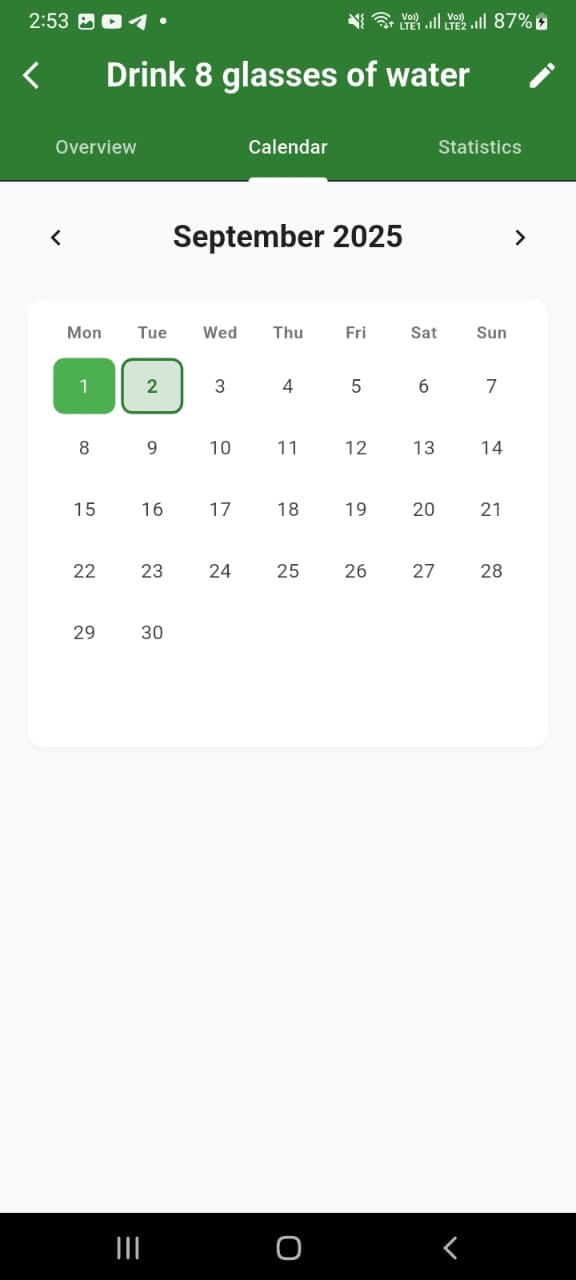 2:53 Vo)) LTE1 Vo)) LTE2 87%
Drink 8 glasses of water
Overview Calendar Statistics
September 2025
Mon Tue Wed Thu Fri Sat Sun
1 2 3 4 5 6 7
8 9 10 11 12 13 14
15 16 17 18 19 20 21
22 23 24 25 26 27 28
29 30